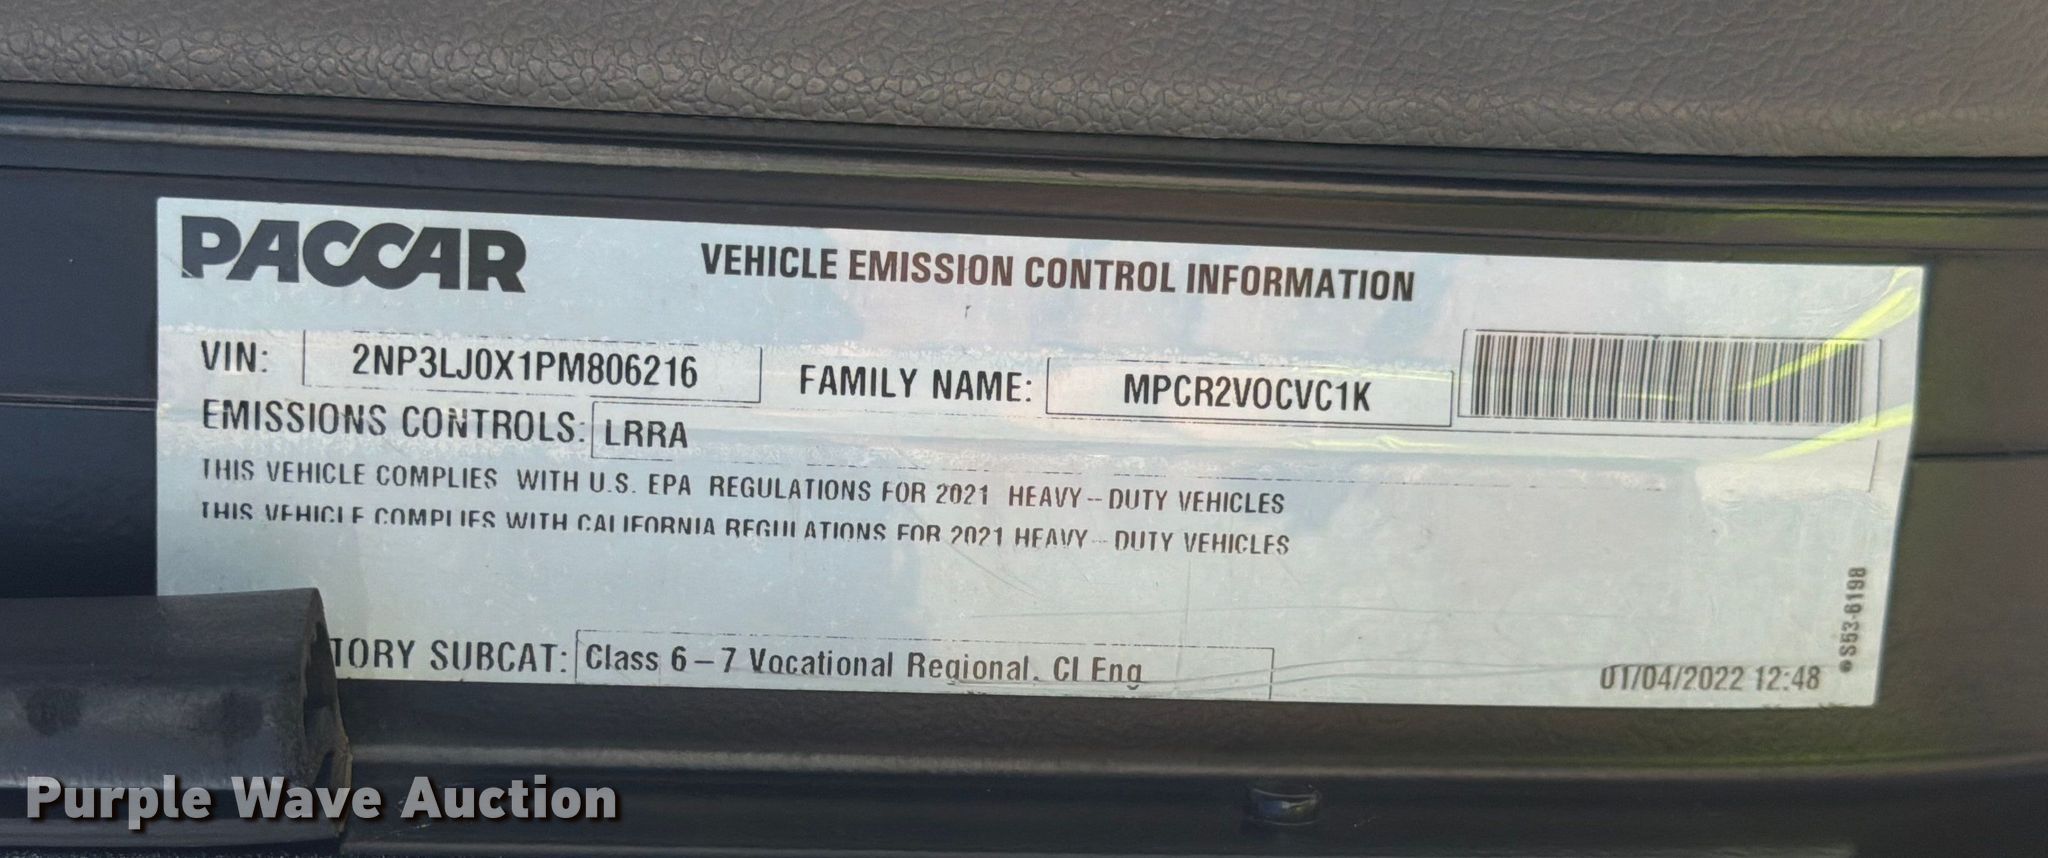 PACCAR
VEHICLE EMISSION CONTROL INFORMATION
VIN: 2NP3LJ0X1PM806216 FAMILY NAME: MPCR2VOCVC1K
EMISSIONS CONTROLS: LRRA
THIS VEHICLE COMPLIES WITH U.S. EPA REGULATIONS FOR 2021 HEAVY-DUTY VEHICLES
THIS VEHICLE COMPLIES WITH CALIFORNIA REGULATIONS FOR 2021 HEAVY-DUTY VEHICLES
TORY SUBCAT: Class 6-7 Vocational Regional, CI Eng
01/04/2022 12:48
S53-6198
Purple Wave Auction